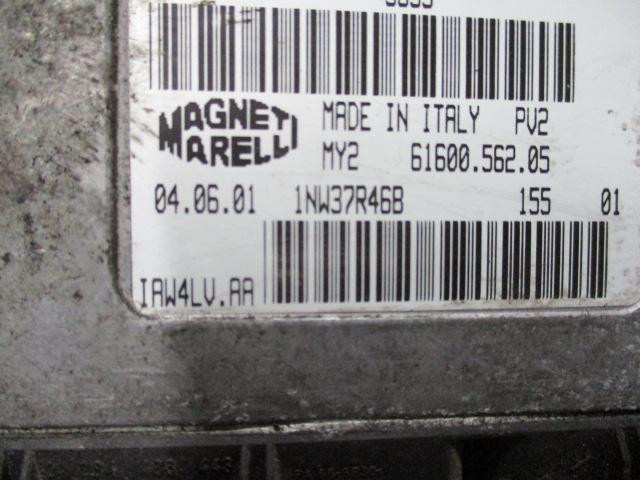 MAGNETI
MARELLI
MADE IN ITALY PV2
MY2 61600.562.05
04.06.01 1NW37R46B 155 01
IAW4LV.AA